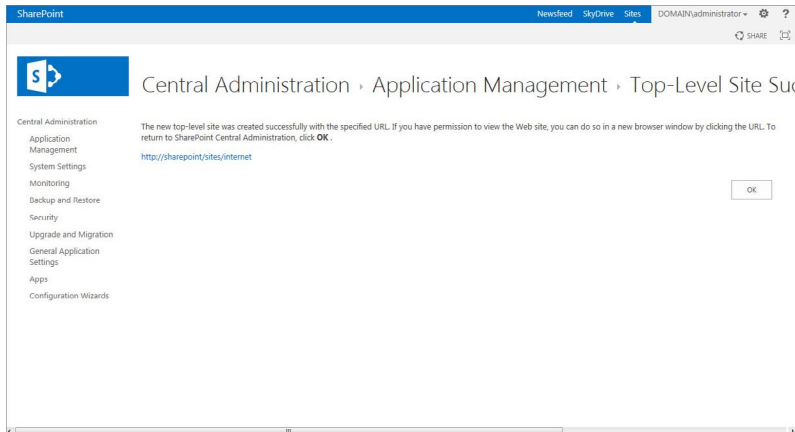 SharePoint
Newsfeed SkyDrive Sites DOMAIN\administrator ?
SHARE
S
Central Administration Application Management Top-Level Site Suc
Central Administration
Application
Management
System Settings
Monitoring
Backup and Restore
Security
Upgrade and Migration
General Application
Settings
Apps
Configuration Wizards
The new top-level site was created successfully with the specified URL. If you have permission to view the Web site, you can do so in a new browser window by clicking the URL. To
return to SharePoint Central Administration, click OK .
http://sharepoint/sites/internet
OK